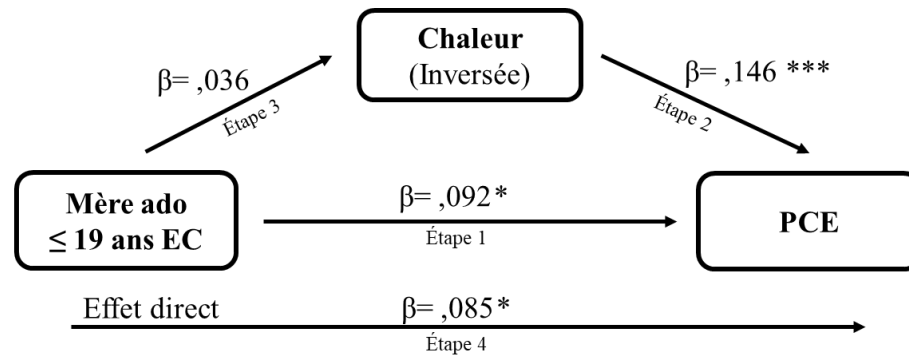 Chaleur
(Inversée)
β= ,036
Étape 3
β= ,146 ***
Étape 2
Mère ado
≤ 19 ans EC
β= ,092*
Étape 1
PCE
Effet direct
β= ,085*
Étape 4